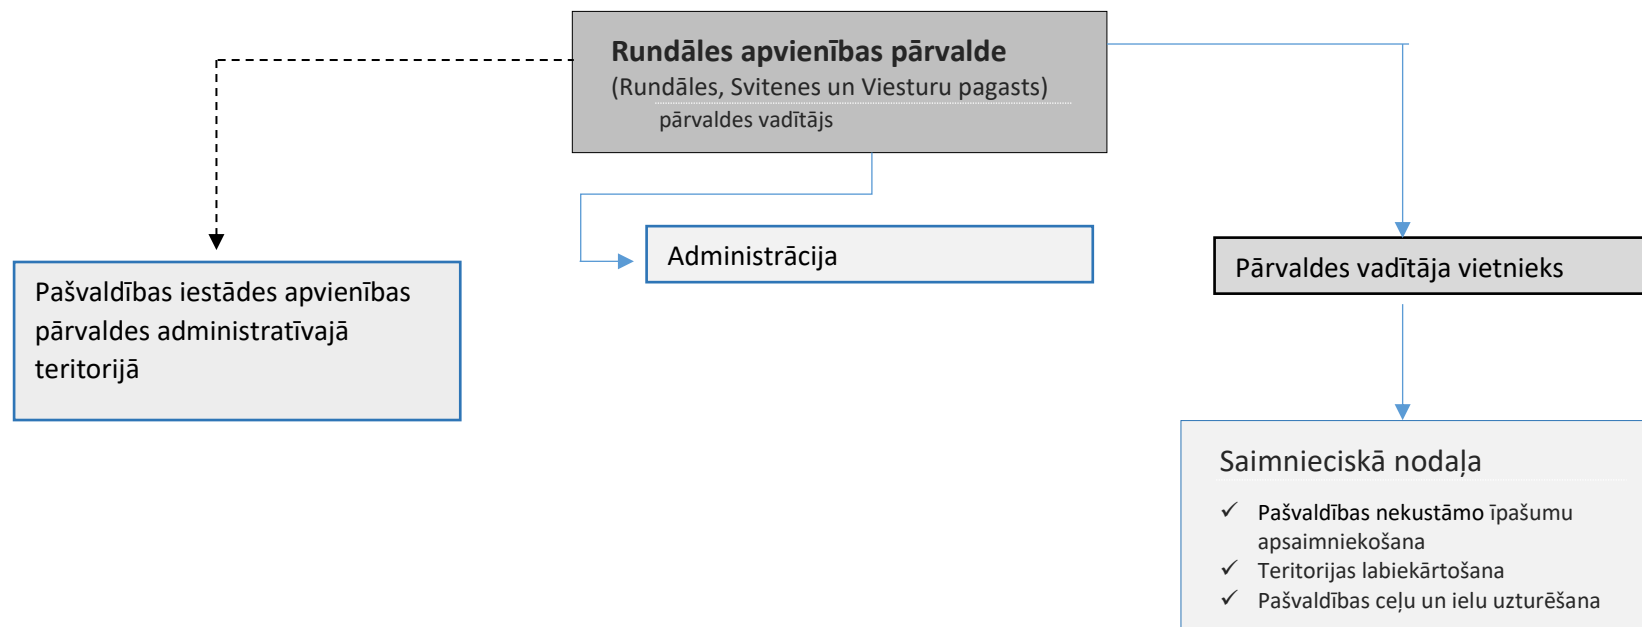 Rundāles apvienības pārvalde
(Rundāles, Svitenes un Viesturu pagasts)
pārvaldes vadītājs
Administrācija
Pārvaldes vadītāja vietnieks
Pašvaldības iestādes apvienības
pārvaldes administratīvajā
teritorijā
Saimnieciskā nodaļa
✓ Pašvaldības nekustāmo īpašumu
apsaimniekošana
✓ Teritorijas labiekārtošana
✓ Pašvaldības ceļu un ielu uzturēšana